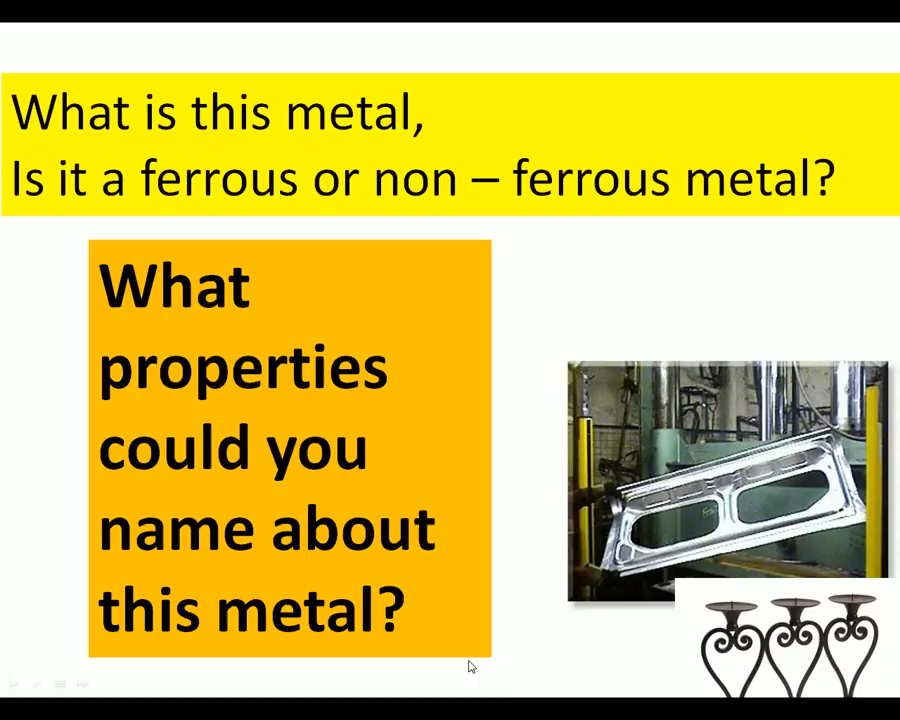 What is this metal,
Is it a ferrous or non – ferrous metal?
What
properties
could you
name about
this metal?